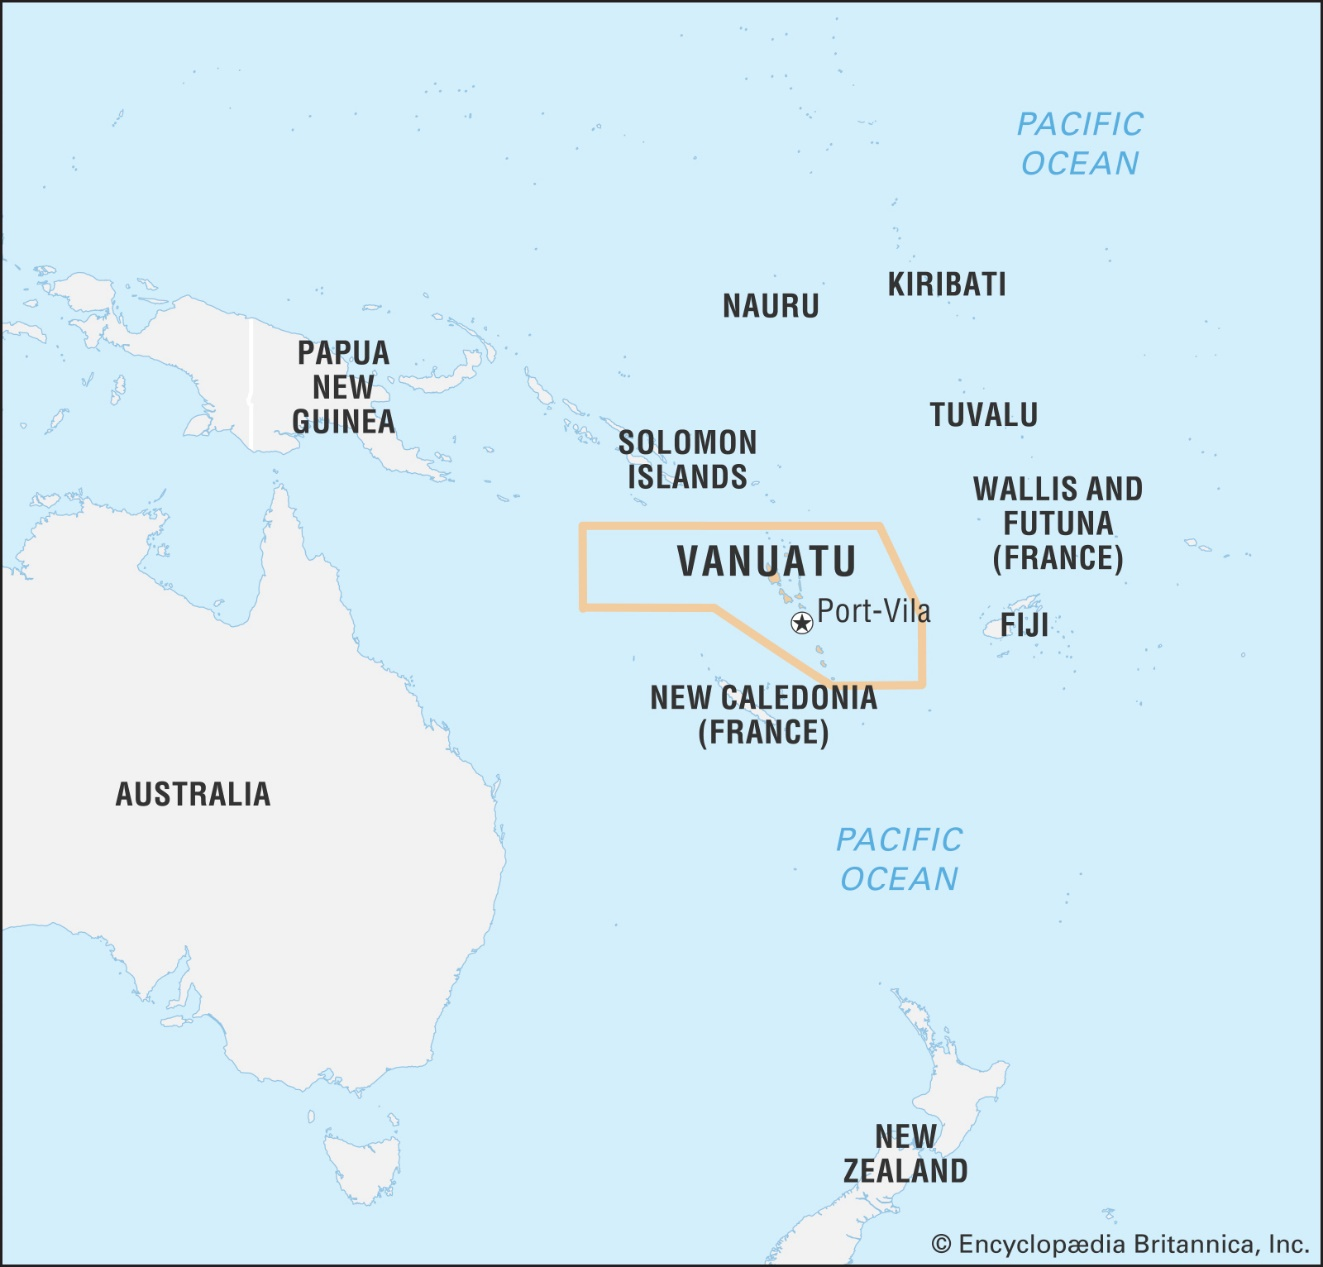 PACIFIC
OCEAN
KIRIBATI
NAURU
PAPUA
NEW
GUINEA
TUVALU
SOLOMON
ISLANDS
WALLIS AND
FUTUNA
(FRANCE)
VANUATU
Port-Vila
FIJI
NEW CALEDONIA
(FRANCE)
AUSTRALIA
PACIFIC
OCEAN
NEW
ZEALAND
© Encyclopædia Britannica, Inc.